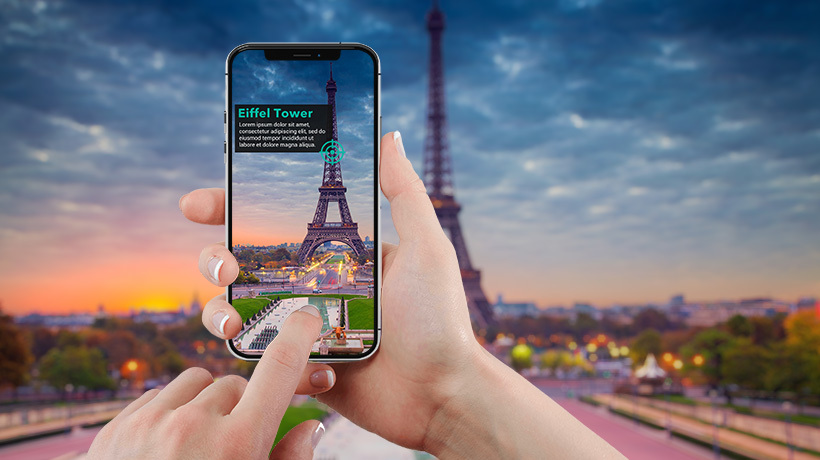 Eiffel Tower
Lorem ipsum dolor sit amet,
consectetur adipiscing elit, sed do
eiusmod tempor incididunt ut
labore et dolore magna aliqua.